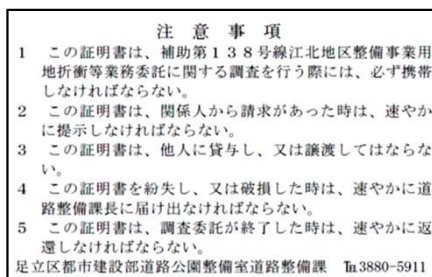 注意事項
1 この証明書は、補助第138号線江北地区整備事業用
地折衝等業務委託に関する調査を行う際には、必ず携帯
しなければならない。
2 この証明書は、関係人から請求があった時は、速やか
に提示しなければならない。
3 この証明書は、他人に貸与し、又は譲渡してはならな
い。
4 この証明書を紛失し、又は破損した時は、速やかに道
路整備課長に届け出なければならない。
5 この証明書は、調査委託が終了した時は、速やかに返
還しなければならない。
足立区都市建設部道路公園整備室道路整備課 ℡3880-5911